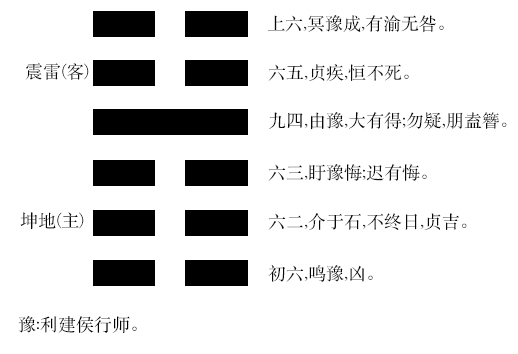 上六,冥豫成,有渝无咎。
震雷(客) 六五,贞疾,恒不死。
九四,由豫,大有得;勿疑,朋盍簪。
六三,盱豫悔;迟有悔。
坤地(主) 六二,介于石,不终日,贞吉。
初六,鸣豫,凶。
豫:利建侯行师。